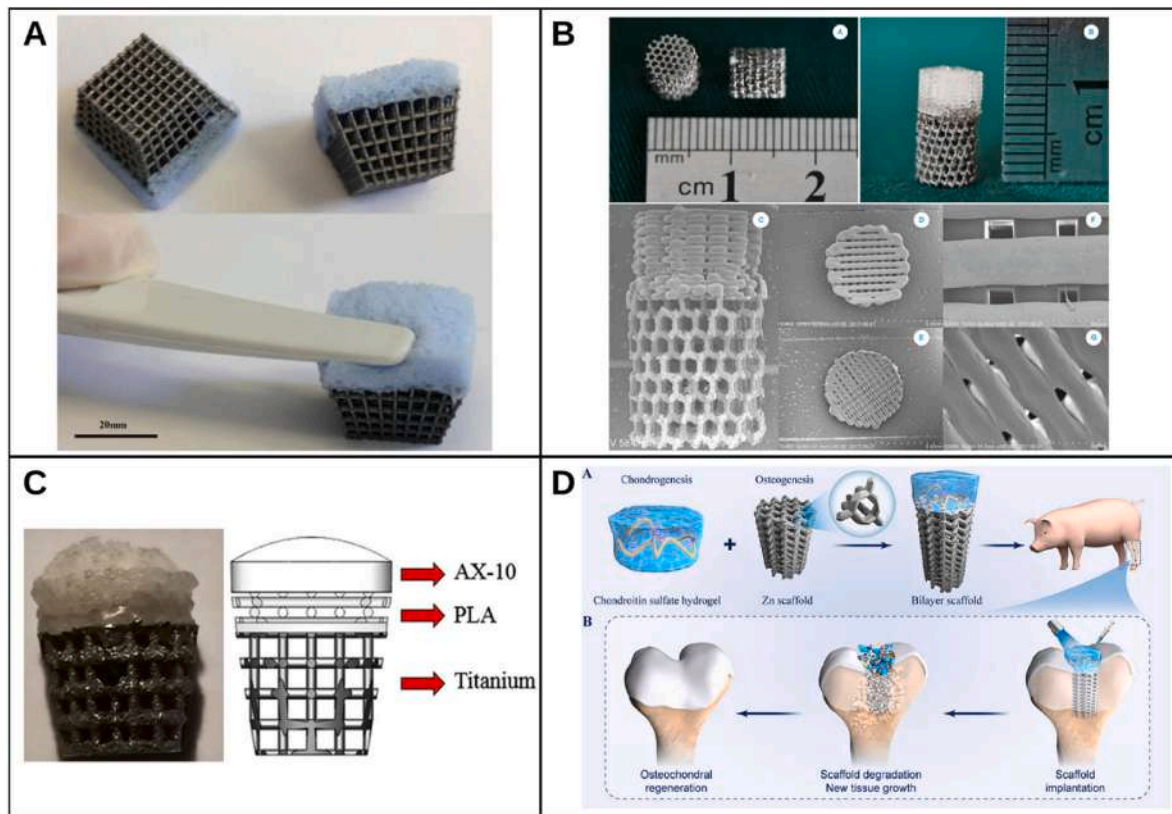 A
20mm
B
A
mm
cm 1 2
B
cm 1
mm
C
D
E
F
G
C
AX-10
PLA
Titanium
D
A
Chondrogenesis
Osteogenesis
+
Chondroitin sulfate hydrogel
Zn scaffold
Bilayer scaffold
B
Osteochondral
regeneration
Scaffold degradation
New tissue growth
Scaffold
implantation